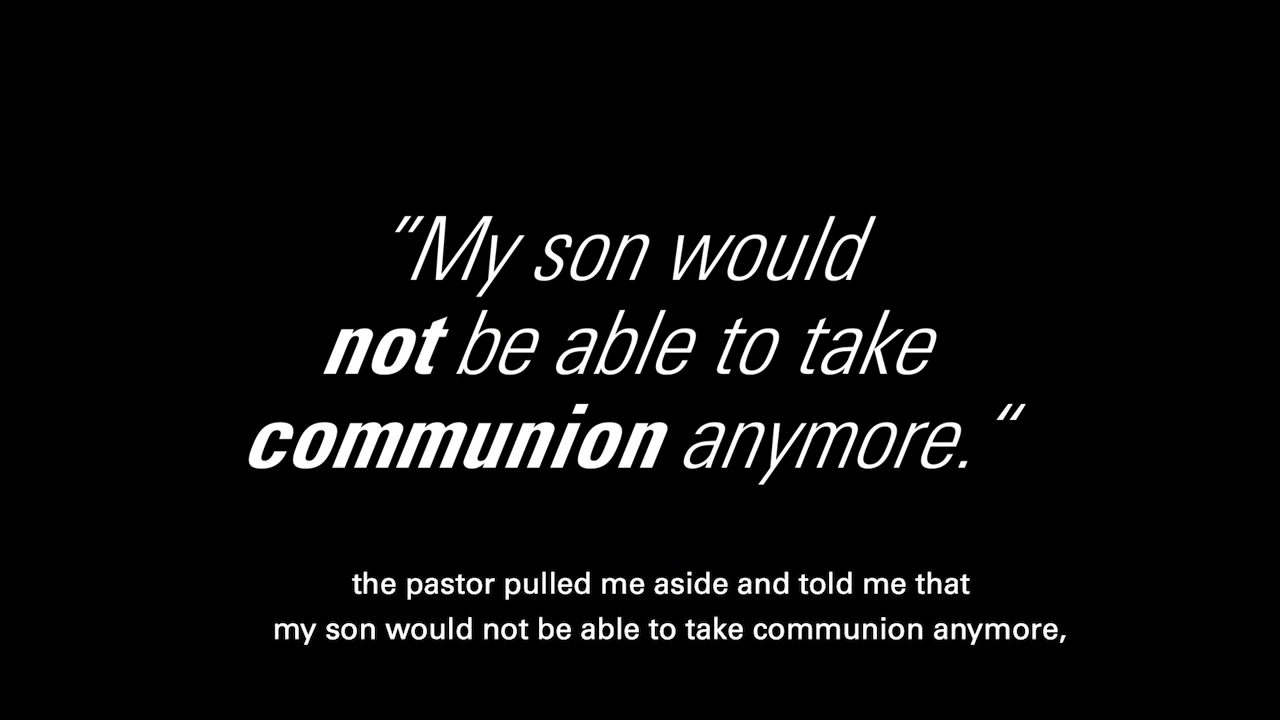 “My son would
not be able to take
communion anymore.“
the pastor pulled me aside and told me that
my son would not be able to take communion anymore,